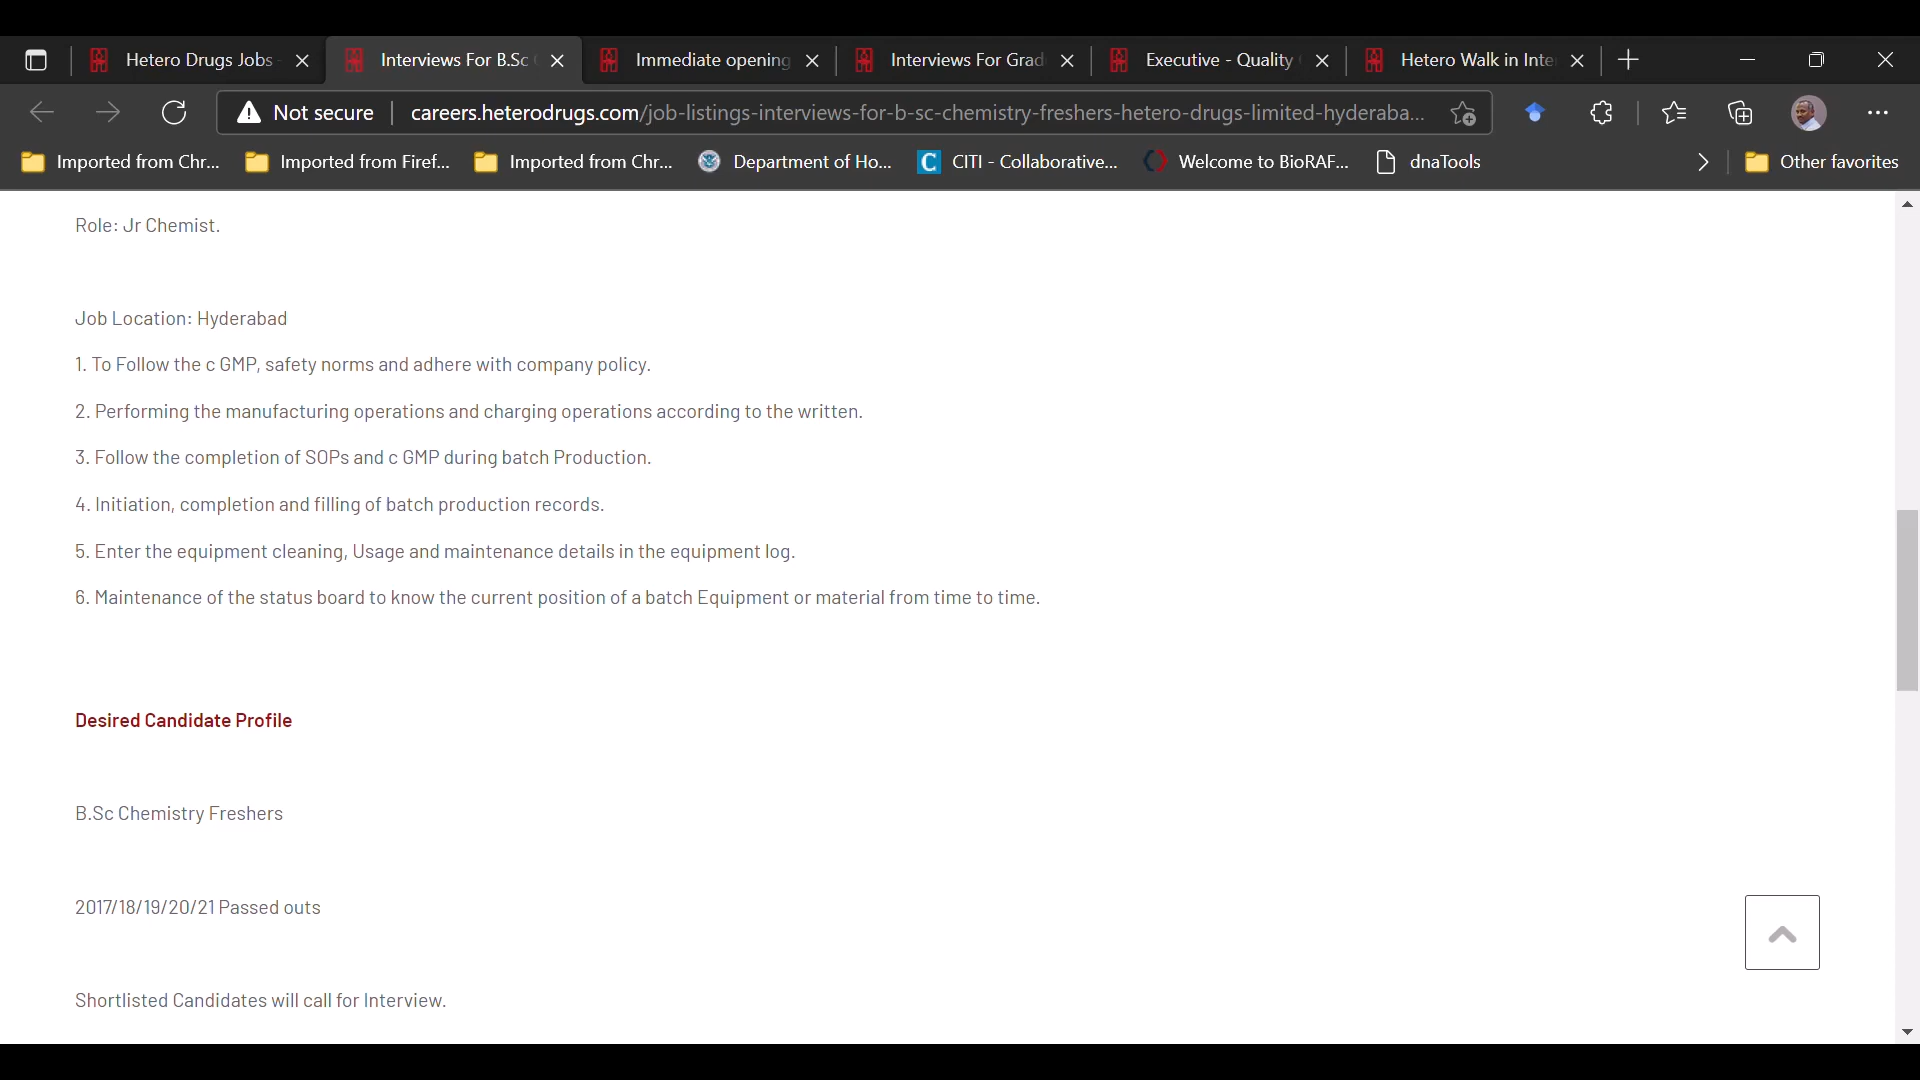 Hetero Drugs Jobs
Interviews For B.Sc
Immediate opening
Interviews For Grad
Executive - Quality
Hetero Walk in Inte
Not secure
careers.heterodrugs.com/job-listings-interviews-for-b-sc-chemistry-freshers-hetero-drugs-limited-hyderaba...
Imported from Chr...
Imported from Firef...
Imported from Chr...
Department of Ho...
C
CITI - Collaborative...
Welcome to BioRAF...
dnaTools
Other favorites
Role: Jr Chemist.
Job Location: Hyderabad
1. To Follow the c GMP, safety norms and adhere with company policy.
2. Performing the manufacturing operations and charging operations according to the written.
3. Follow the completion of SOPs and c GMP during batch Production.
4. Initiation, completion and filling of batch production records.
5. Enter the equipment cleaning, Usage and maintenance details in the equipment log.
6. Maintenance of the status board to know the current position of a batch Equipment or material from time to time.
Desired Candidate Profile
B.Sc Chemistry Freshers
2017/18/19/20/21 Passed outs
Shortlisted Candidates will call for Interview.